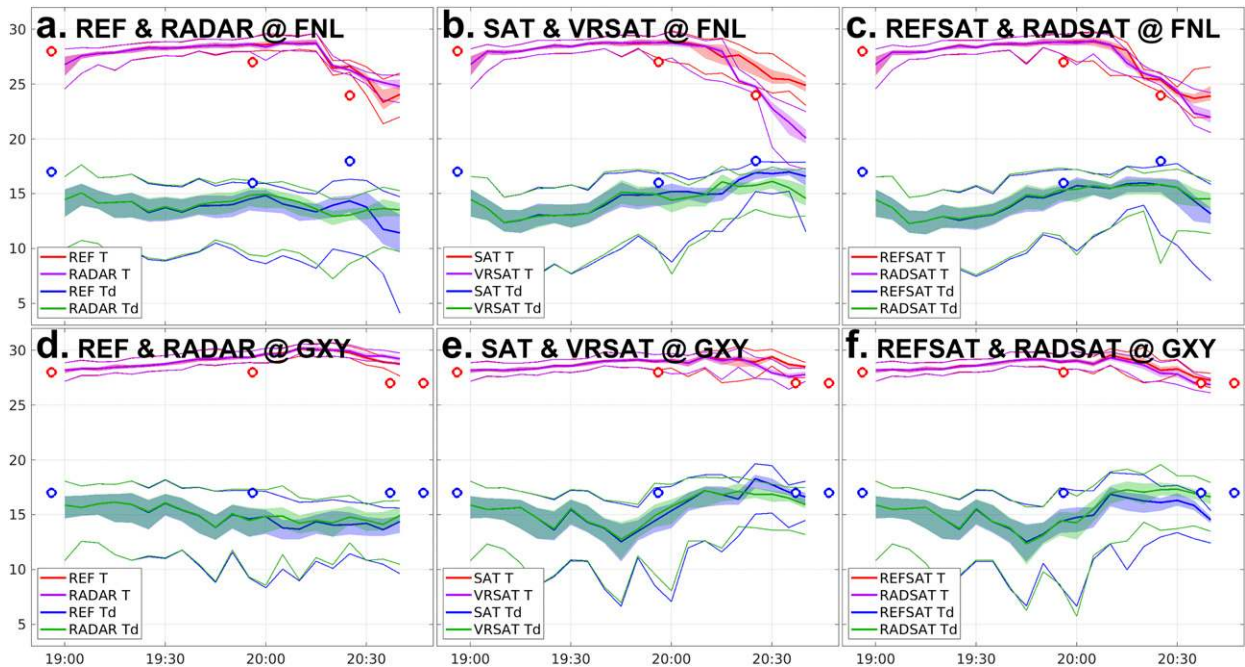 a. REF & RADAR @ FNL
b. SAT & VRSAT @ FNL
c. REFSAT & RADSAT @ FNL
30
25
20
15
10
5
REF T
RADAR T
REF Td
RADAR Td
SAT T
VRSAT T
SAT Td
VRSAT Td
REFSAT T
RADSAT T
REFSAT Td
RADSAT Td
d. REF & RADAR @ GXY
e. SAT & VRSAT @ GXY
f. REFSAT & RADSAT @ GXY
30
25
20
15
10
5
REF T
RADAR T
REF Td
RADAR Td
SAT T
VRSAT T
SAT Td
VRSAT Td
REFSAT T
RADSAT T
REFSAT Td
RADSAT Td
19:00 19:30 20:00 20:30
19:00 19:30 20:00 20:30
19:00 19:30 20:00 20:30